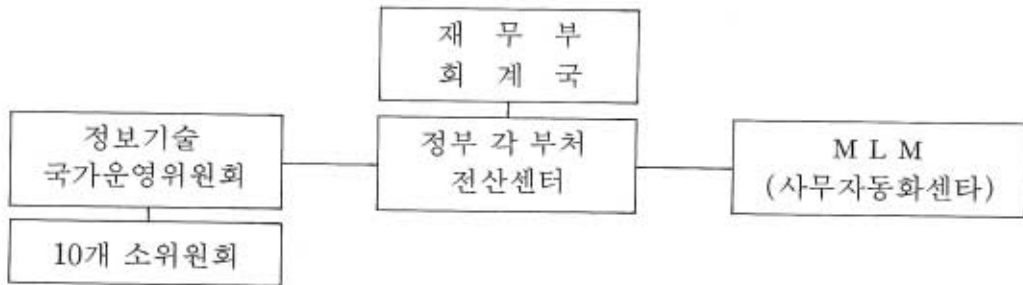 재 무 부
회 계 국
정보기술
국가운영위원회
정부 각 부처
전산센터
M L M
(사무자동화센타)
10개 소위원회